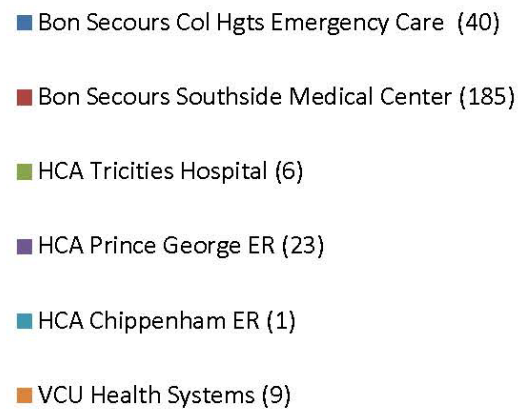 Bon Secours Col Hgts Emergency Care (40)
Bon Secours Southside Medical Center (185)
HCA Tricities Hospital (6)
HCA Prince George ER (23)
HCA Chippenham ER (1)
VCU Health Systems (9)